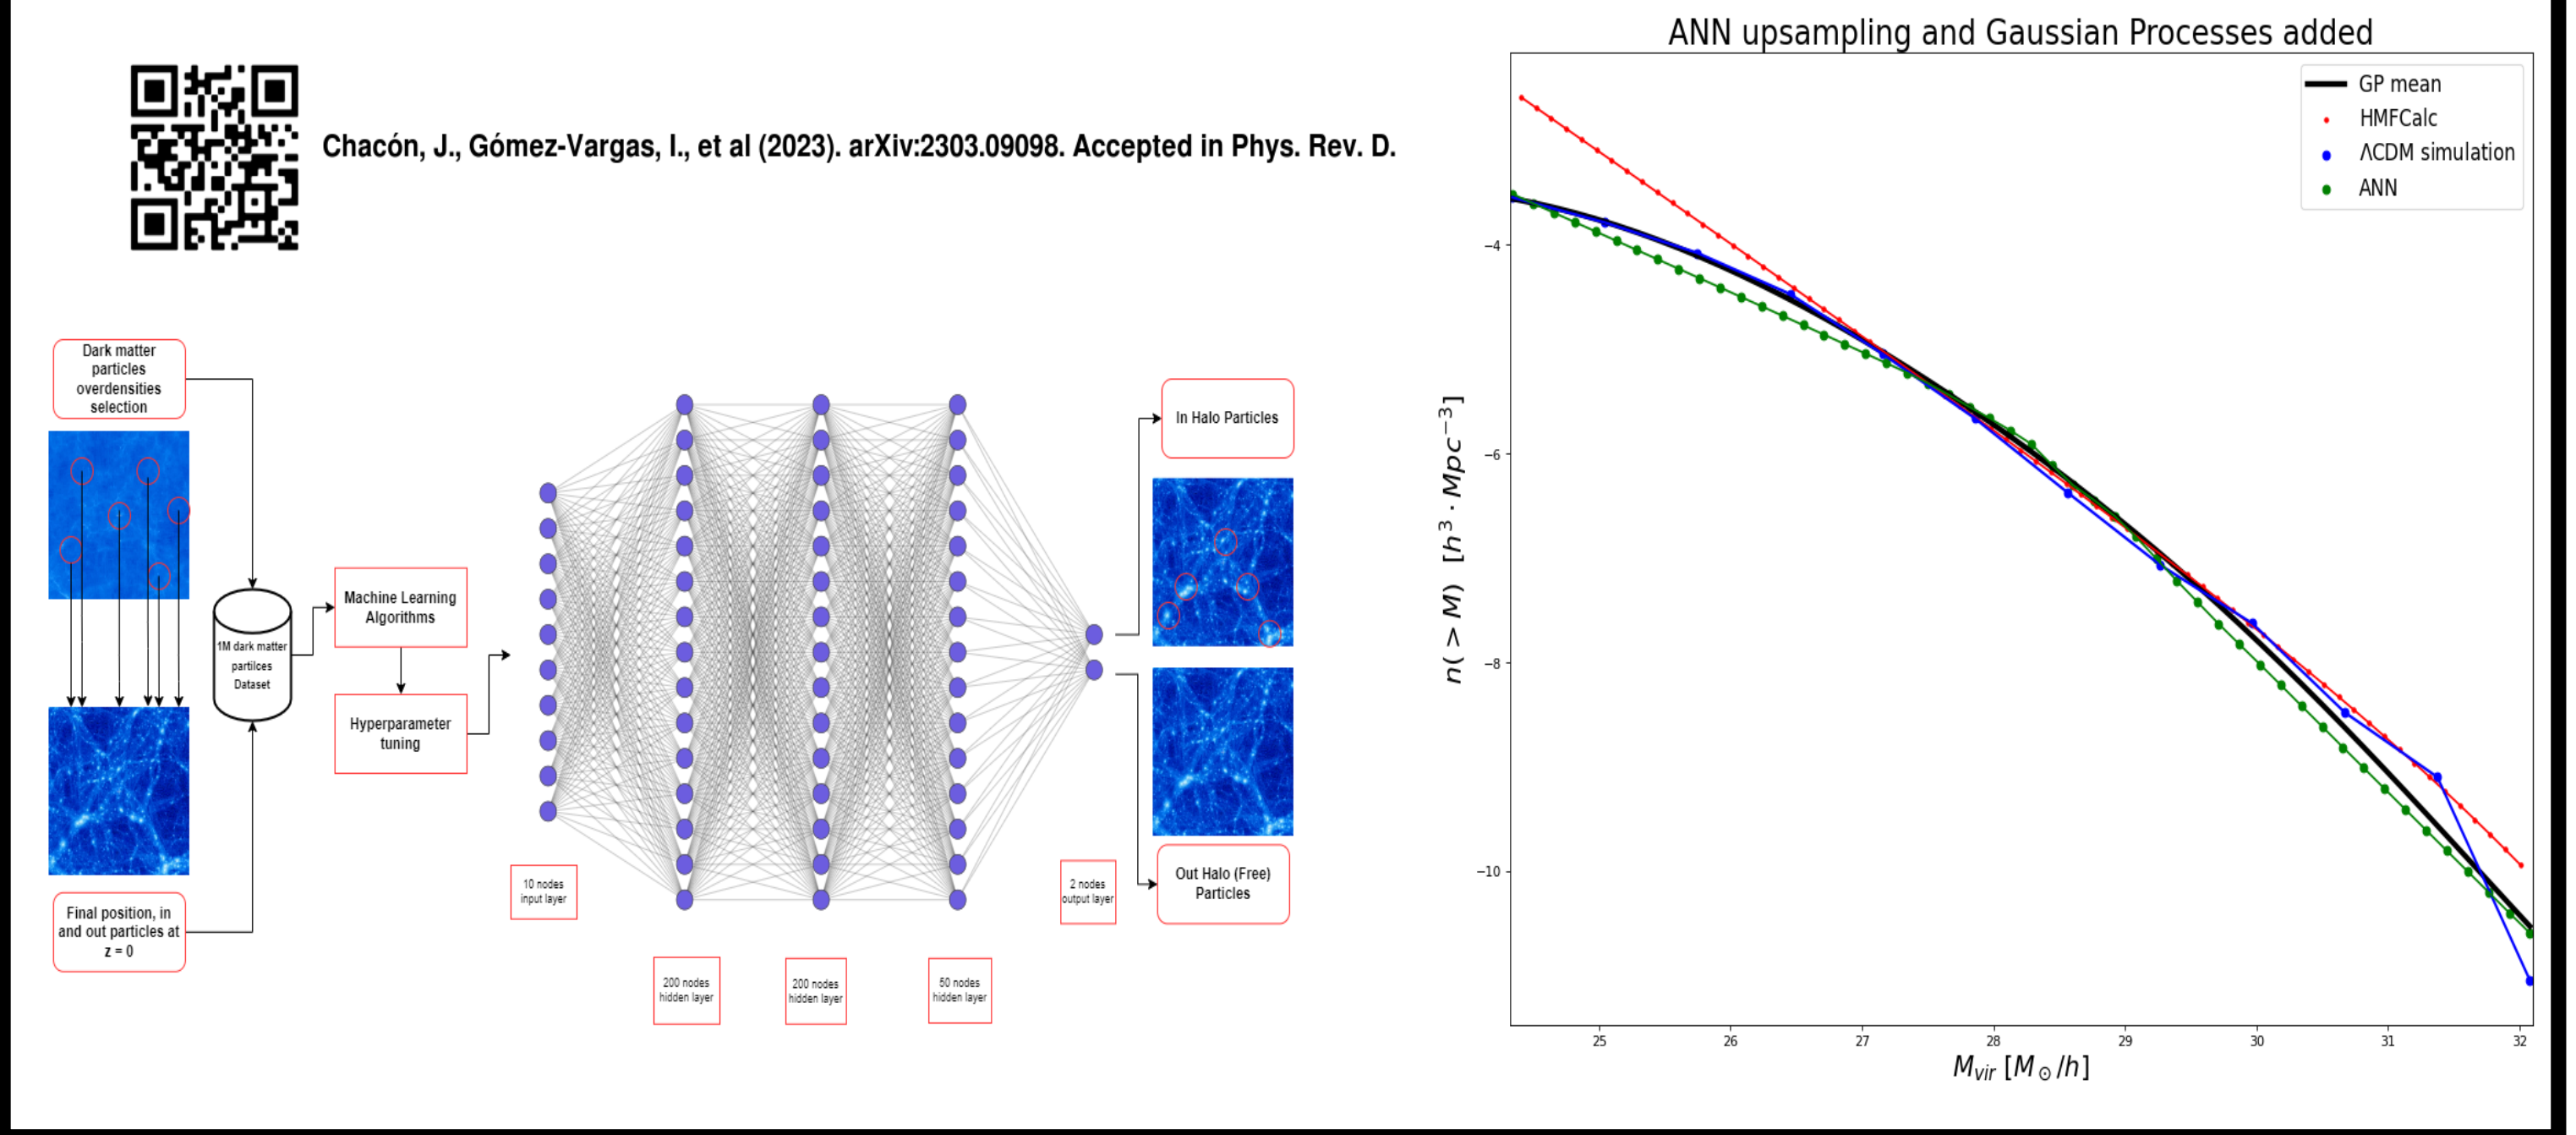 Chacón, J., Gómez-Vargas, I., et al (2023). arXiv:2303.09098. Accepted in Phys. Rev. D.
Dark matter
particles
overdensities
selection
1M dark matter
partilces
Dataset
Final position, in
and out particles at
z = 0
Machine Learning
Algorithms
Hyperparameter
tuning
10 nodes
input layer
200 nodes
hidden layer
200 nodes
hidden layer
50 nodes
hidden layer
2 nodes
output layer
In Halo Particles
Out Halo (Free)
Particles
ANN upsampling and Gaussian Processes added
GP mean
HMFCalc
ΛCDM simulation
ANN
n(> M) [h³ · Mpc⁻³]
−4
−6
−8
−10
25 26 27 28 29 30 31 32
M_vir [M_⊙/h]